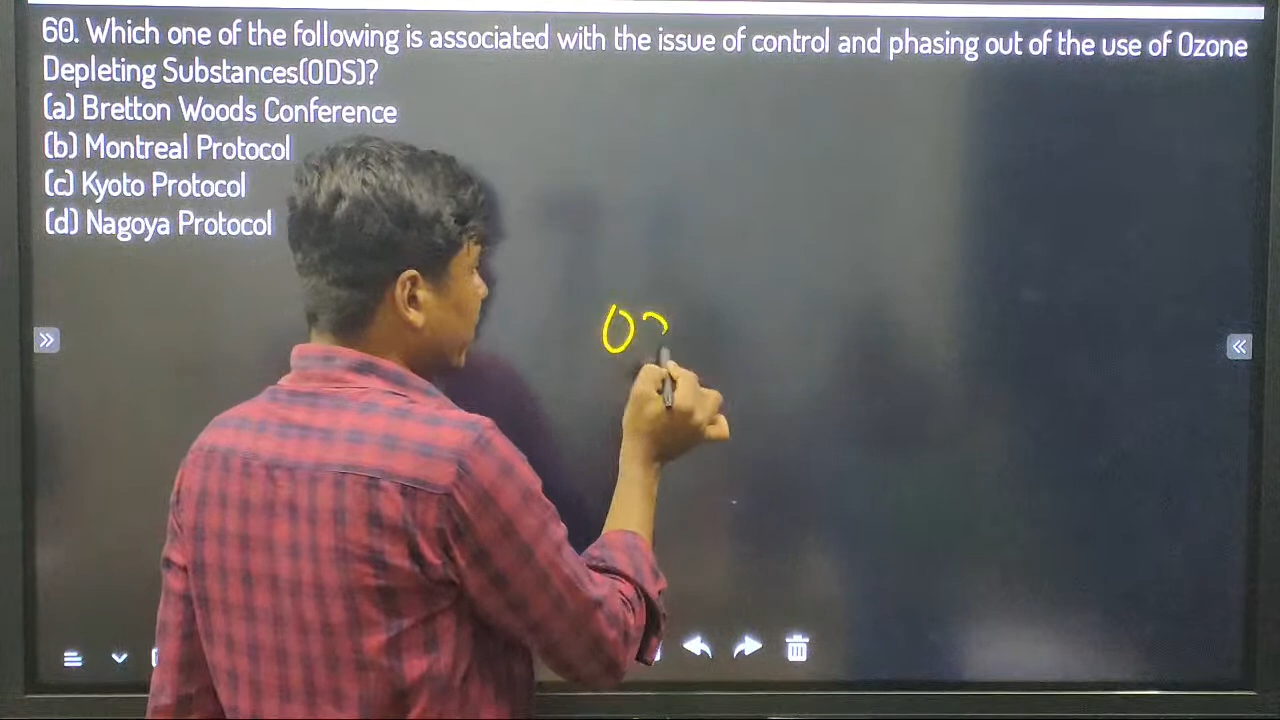 60. Which one of the following is associated with the issue of control and phasing out of the use of Ozone
Depleting Substances(ODS)?
(a) Bretton Woods Conference
(b) Montreal Protocol
(c) Kyoto Protocol
(d) Nagoya Protocol